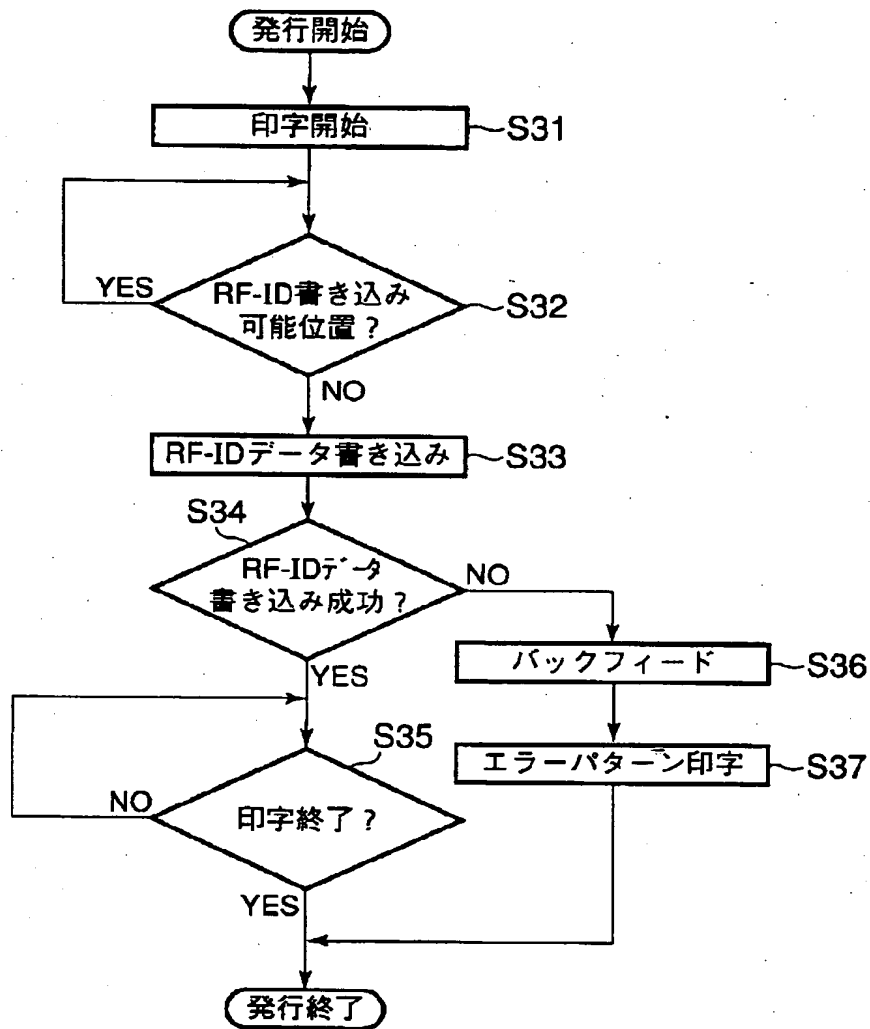 発行開始
印字開始
S31
YES
RF-ID書き込み
可能位置?
S32
NO
RF-IDデータ書き込み
S33
S34
RF-IDデータ
書き込み成功?
NO
YES
バックフィード
S36
S35
エラーパターン印字
S37
NO
印字終了?
YES
発行終了